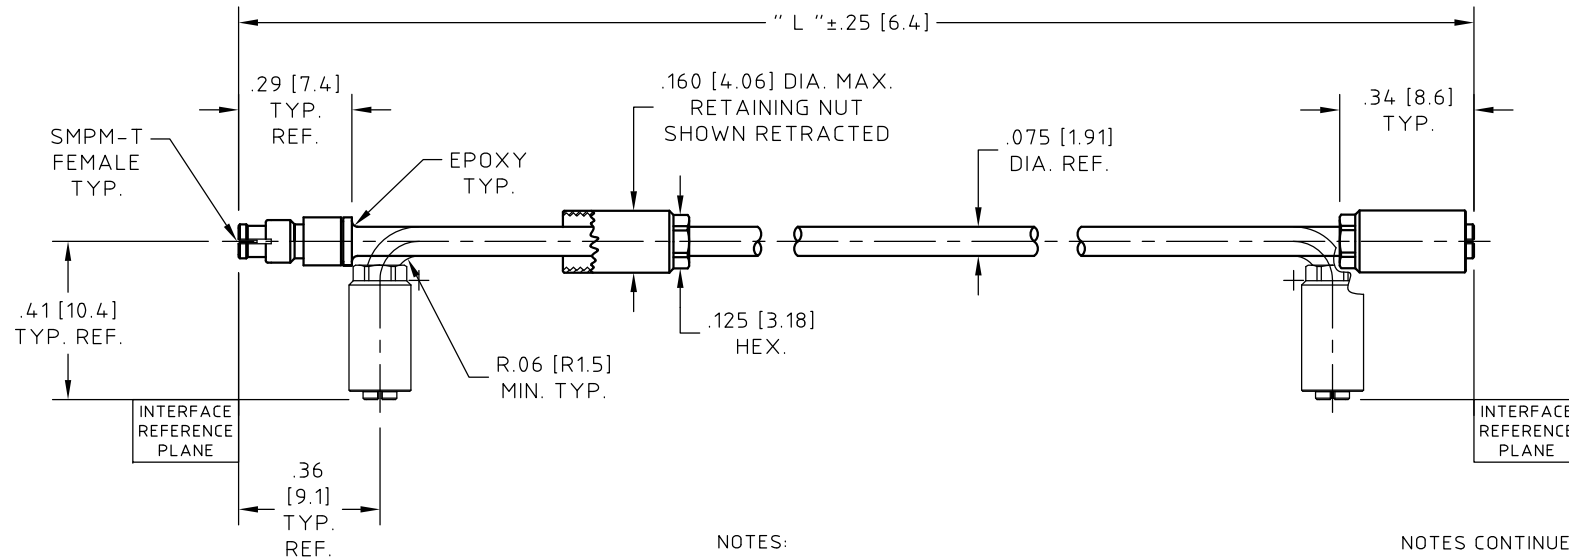 " L "±.25 [6.4]
.29 [7.4]
TYP.
REF.
.160 [4.06] DIA. MAX.
RETAINING NUT
SHOWN RETRACTED
.34 [8.6]
TYP.
SMPM-T
FEMALE
TYP.
EPOXY
TYP.
.075 [1.91]
DIA. REF.
.41 [10.4]
TYP. REF.
.125 [3.18]
HEX.
R.06 [R1.5]
MIN. TYP.
INTERFACE
REFERENCE
PLANE
INTERFACE
REFERENCE
PLANE
.36
[9.1]
TYP.
REF.
NOTES:
NOTES CONTINUE